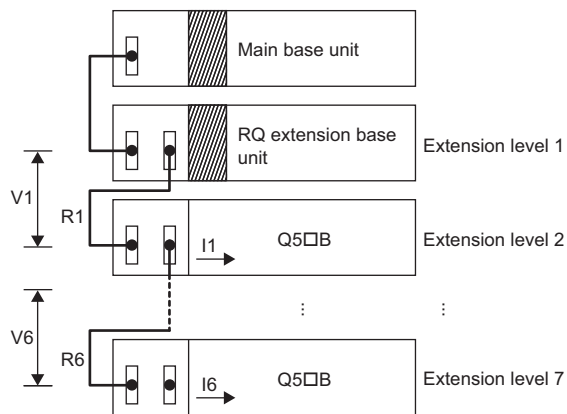 Main base unit
RQ extension base
unit
Extension level 1
V1
R1
I1
Q5□B
Extension level 2
⋮
⋮
V6
R6
I6
Q5□B
Extension level 7